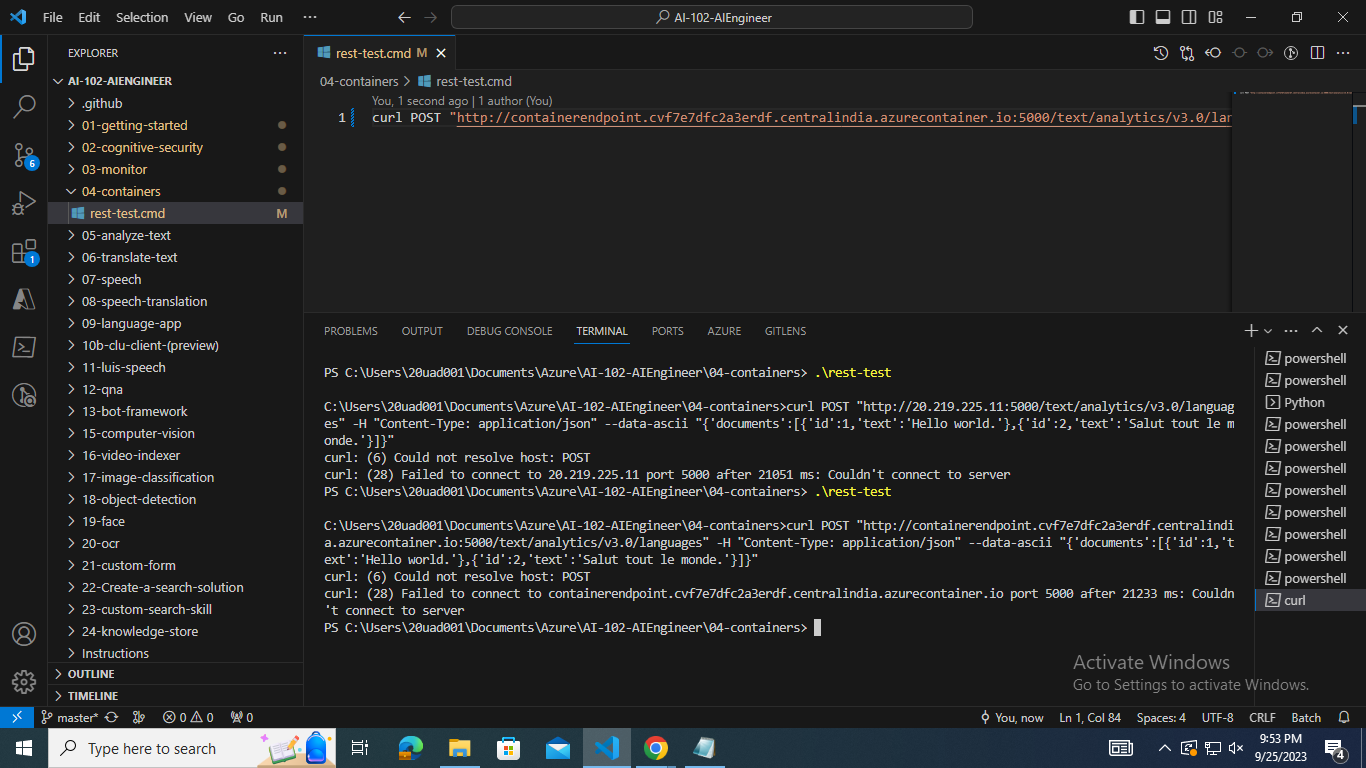 File Edit Selection View Go Run ··· AI-102-AIEngineer
EXPLORER
AI-102-AIENGINEER
.github
01-getting-started
02-cognitive-security
03-monitor
04-containers
rest-test.cmd M
05-analyze-text
06-translate-text
07-speech
08-speech-translation
09-language-app
10b-clu-client-(preview)
11-luis-speech
12-qna
13-bot-framework
15-computer-vision
16-video-indexer
17-image-classification
18-object-detection
19-face
20-ocr
21-custom-form
22-Create-a-search-solution
23-custom-search-skill
24-knowledge-store
Instructions
OUTLINE
TIMELINE
6
1
rest-test.cmd M
04-containers > rest-test.cmd
You, 1 second ago | 1 author (You)
1 curl POST "http://containerendpoint.cvf7e7dfc2a3erdf.centralindia.azurecontainer.io:5000/text/analytics/v3.0/lan
PROBLEMS OUTPUT DEBUG CONSOLE TERMINAL PORTS AZURE GITLENS
PS C:\Users\20uad001\Documents\Azure\AI-102-AIEngineer\04-containers> .\rest-test
C:\Users\20uad001\Documents\Azure\AI-102-AIEngineer\04-containers>curl POST "http://20.219.225.11:5000/text/analytics/v3.0/languag
es" -H "Content-Type: application/json" --data-ascii "{'documents':[{'id':1,'text':'Hello world.'},{'id':2,'text':'Salut tout le m
onde.'}]}"
curl: (6) Could not resolve host: POST
curl: (28) Failed to connect to 20.219.225.11 port 5000 after 21051 ms: Couldn't connect to server
PS C:\Users\20uad001\Documents\Azure\AI-102-AIEngineer\04-containers> .\rest-test
C:\Users\20uad001\Documents\Azure\AI-102-AIEngineer\04-containers>curl POST "http://containerendpoint.cvf7e7dfc2a3erdf.centralindi
a.azurecontainer.io:5000/text/analytics/v3.0/languages" -H "Content-Type: application/json" --data-ascii "{'documents':[{'id':1,'t
ext':'Hello world.'},{'id':2,'text':'Salut tout le monde.'}]}"
curl: (6) Could not resolve host: POST
curl: (28) Failed to connect to containerendpoint.cvf7e7dfc2a3erdf.centralindia.azurecontainer.io port 5000 after 21233 ms: Couldn
't connect to server
PS C:\Users\20uad001\Documents\Azure\AI-102-AIEngineer\04-containers>
powershell
powershell
Python
powershell
powershell
powershell
powershell
powershell
powershell
powershell
powershell
curl
Activate Windows
Go to Settings to activate Windows.
master* 0 0 0 You, now Ln 1, Col 84 Spaces: 4 UTF-8 CRLF Batch
Type here to search
9:53 PM
9/25/2023
4